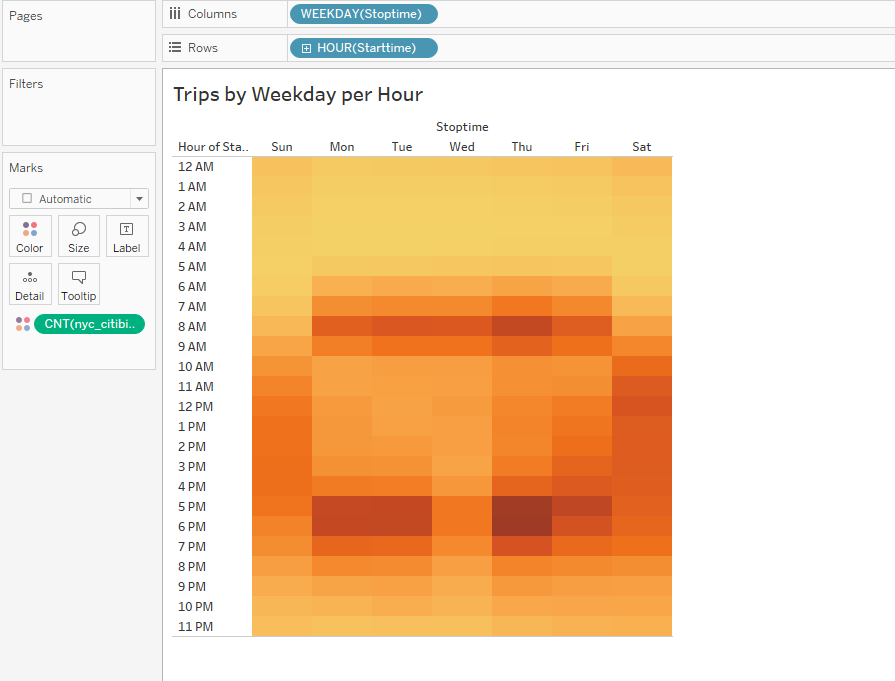 Pages
Columns
WEEKDAY(Stoptime)
Rows
HOUR(Starttime)
Filters
Marks
Automatic
Color Size Label
Detail Tooltip
CNT(nyc_citibi..
Trips by Weekday per Hour
Stoptime
Hour of Sta.. Sun Mon Tue Wed Thu Fri Sat
12 AM
1 AM
2 AM
3 AM
4 AM
5 AM
6 AM
7 AM
8 AM
9 AM
10 AM
11 AM
12 PM
1 PM
2 PM
3 PM
4 PM
5 PM
6 PM
7 PM
8 PM
9 PM
10 PM
11 PM